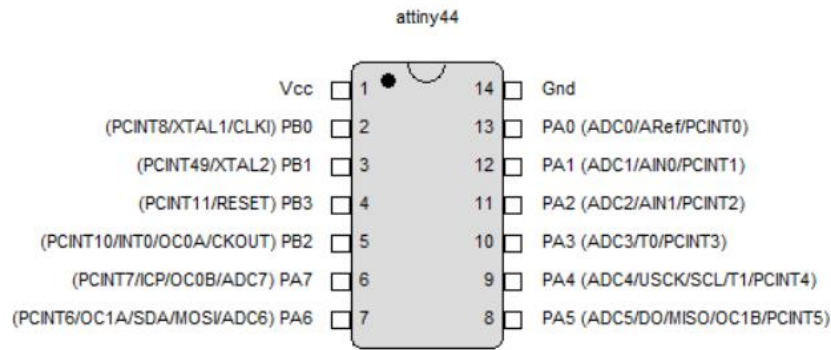 attiny44
Vcc 1 14 Gnd
(PCINT8/XTAL1/CLKI) PB0 2 13 PA0 (ADC0/ARef/PCINT0)
(PCINT49/XTAL2) PB1 3 12 PA1 (ADC1/AIN0/PCINT1)
(PCINT11/RESET) PB3 4 11 PA2 (ADC2/AIN1/PCINT2)
(PCINT10/INT0/OC0A/CKOUT) PB2 5 10 PA3 (ADC3/T0/PCINT3)
(PCINT7/ICP/OC0B/ADC7) PA7 6 9 PA4 (ADC4/USCK/SCL/T1/PCINT4)
(PCINT6/OC1A/SDA/MOSI/ADC6) PA6 7 8 PA5 (ADC5/DO/MISO/OC1B/PCINT5)